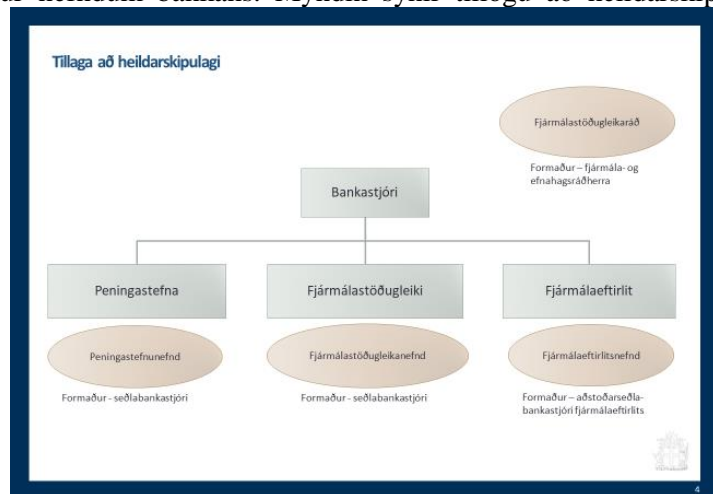 Tillaga að heildarskipulagi
Fjármálastöðugleikaráð
Formaður – fjármála- og
efnahagsráðherra
Bankastjóri
Peningastefna
Fjármálastöðugleiki
Fjármálaeftirlit
Peningastefnunefnd
Fjármálastöðugleikanefnd
Fjármálaeftirlitsnefnd
Formaður - seðlabankastjóri
Formaður - seðlabankastjóri
Formaður – aðstoðarseðla-
bankastjóri fjármálaeftirlits
4